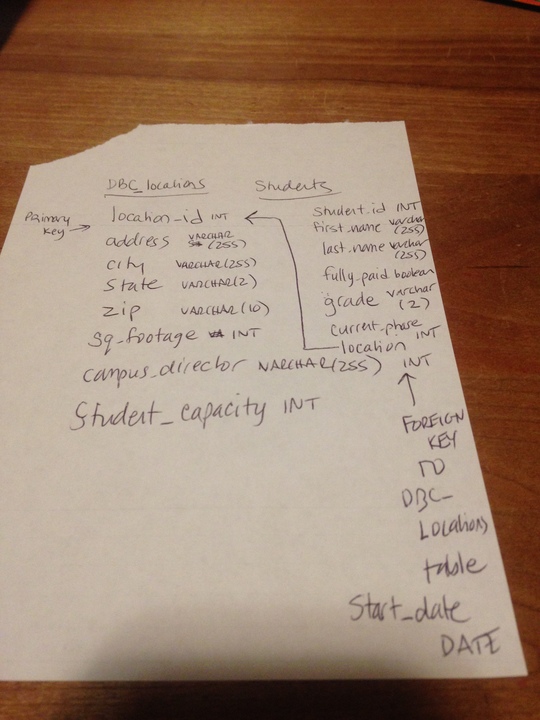 DBC_locations
Primary
Key →
location_id INT
address VARCHAR (255)
city VARCHAR(255)
State VARCHAR(2)
zip VARCHAR(10)
sq_footage INT
campus_director VARCHAR(255)
Student_capacity INT
Students
Student_id INT
first_name varchar
(255)
last_name varchar
(255)
fully_paid boolean
grade varchar
(2)
current_phase
INT
location
INT
FOREIGN
KEY
TO
DBC_
Locations
table
Start_date
DATE